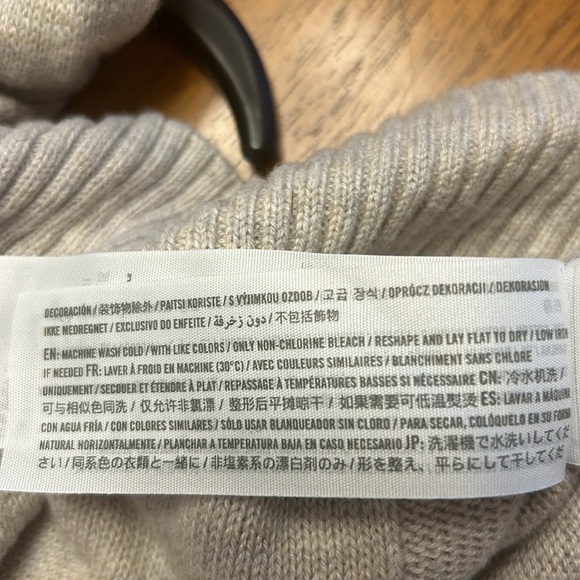 DECORACIÓN / 装飾物除外 / PAITSI KORISTE / S VÝJIMKOU OZDOB / 고급 장식 / OPRÓCZ DEKORACJI / DEKORASJON
IKKE MEDREGNET / EXCLUSIVO DO ENFEITE / دون زخرفة / 不包括飾物
EN: MACHINE WASH COLD / WITH LIKE COLORS / ONLY NON-CHLORINE BLEACH / RESHAPE AND LAY FLAT TO DRY / LOW IRON
IF NEEDED FR: LAVER À FROID EN MACHINE (30°C) / AVEC COULEURS SIMILAIRES / BLANCHIMENT SANS CHLORE
UNIQUEMENT / SECOUER ET ÉTENDRE À PLAT / REPASSAGE À TEMPÉRATURES BASSES SI NÉCESSAIRE CN: 冷水机洗 /
可与相似色同洗 / 仅允许非氯漂 / 整形后平摊晾干 / 如果需要可低温熨烫 ES: LAVAR A MÁQUINA
CON AGUA FRÍA / CON COLORES SIMILARES / SÓLO USAR BLANQUEADOR SIN CLORO / PARA SECAR, COLÓQUELO EN SU FORMA
NATURAL HORIZONTALMENTE / PLANCHAR A TEMPERATURA BAJA EN CASO NECESARIO JP: 洗濯機で水洗いしてくだ
さい / 同系色の衣類と一緒に / 非塩素系の漂白剤のみ / 形を整え、平らにして干してくだ